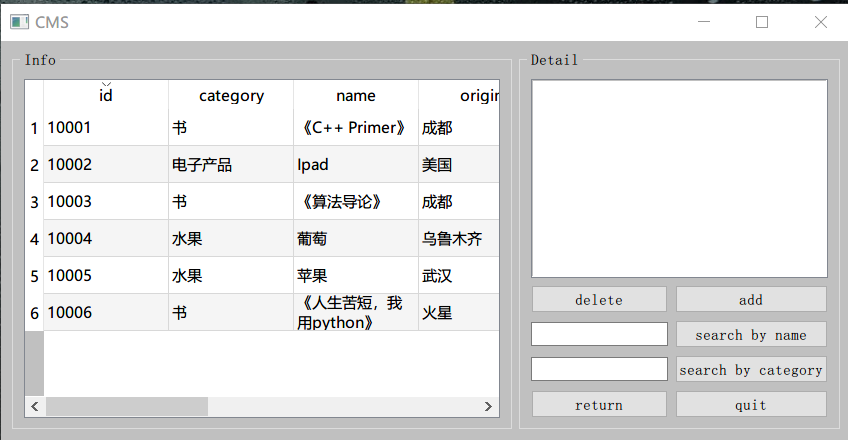 CMS
Info
id category name origin
1 10001 书 《C++ Primer》 成都
2 10002 电子产品 Ipad 美国
3 10003 书 《算法导论》 成都
4 10004 水果 葡萄 乌鲁木齐
5 10005 水果 苹果 武汉
6 10006 书 《人生苦短，我 火星
用python》
Detail
delete add
search by name
search by category
return quit